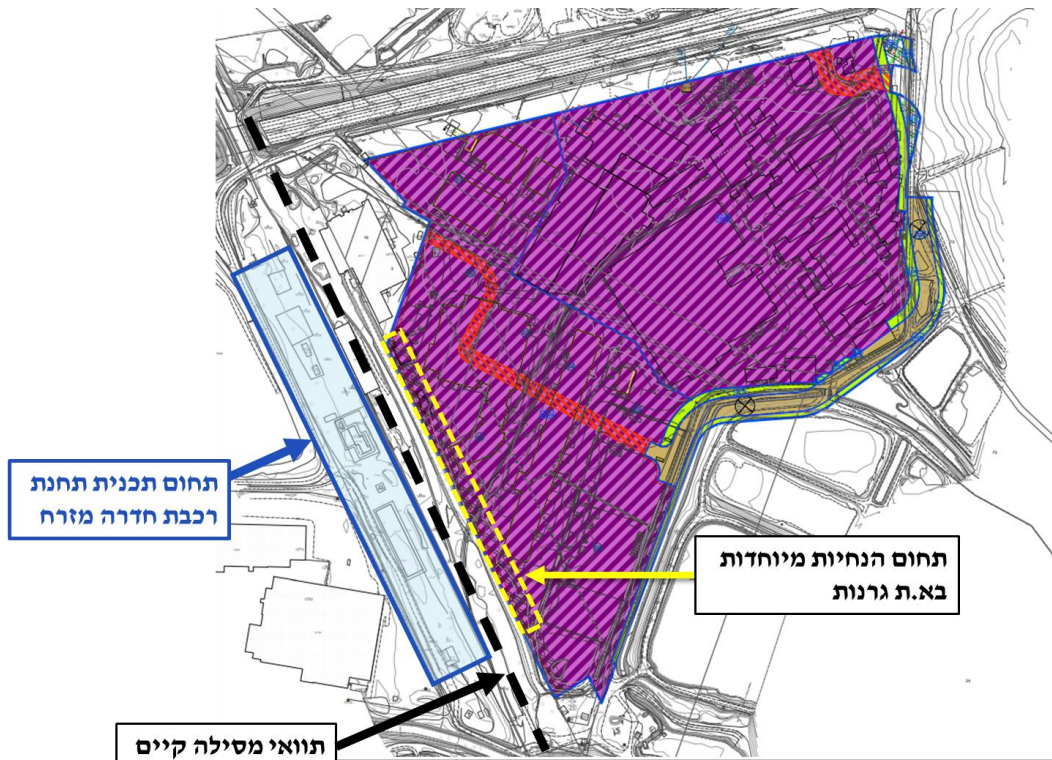 תחום תכנית תחנת
רכבת חדרה מזרח
תחום הנחיות מיוחדות
בא.ת גרנות
תוואי מסילה קיים